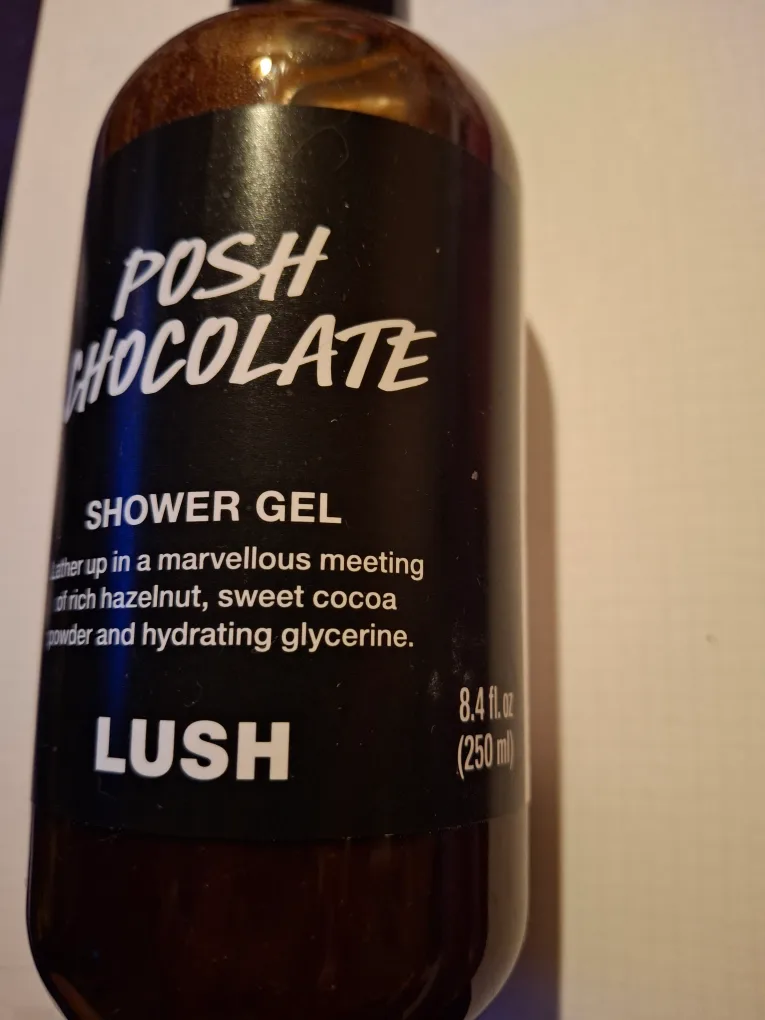 POSH
CHOCOLATE
SHOWER GEL
Lather up in a marvellous meeting
of rich hazelnut, sweet cocoa
powder and hydrating glycerine.
LUSH
8.4 fl. oz
(250 ml)